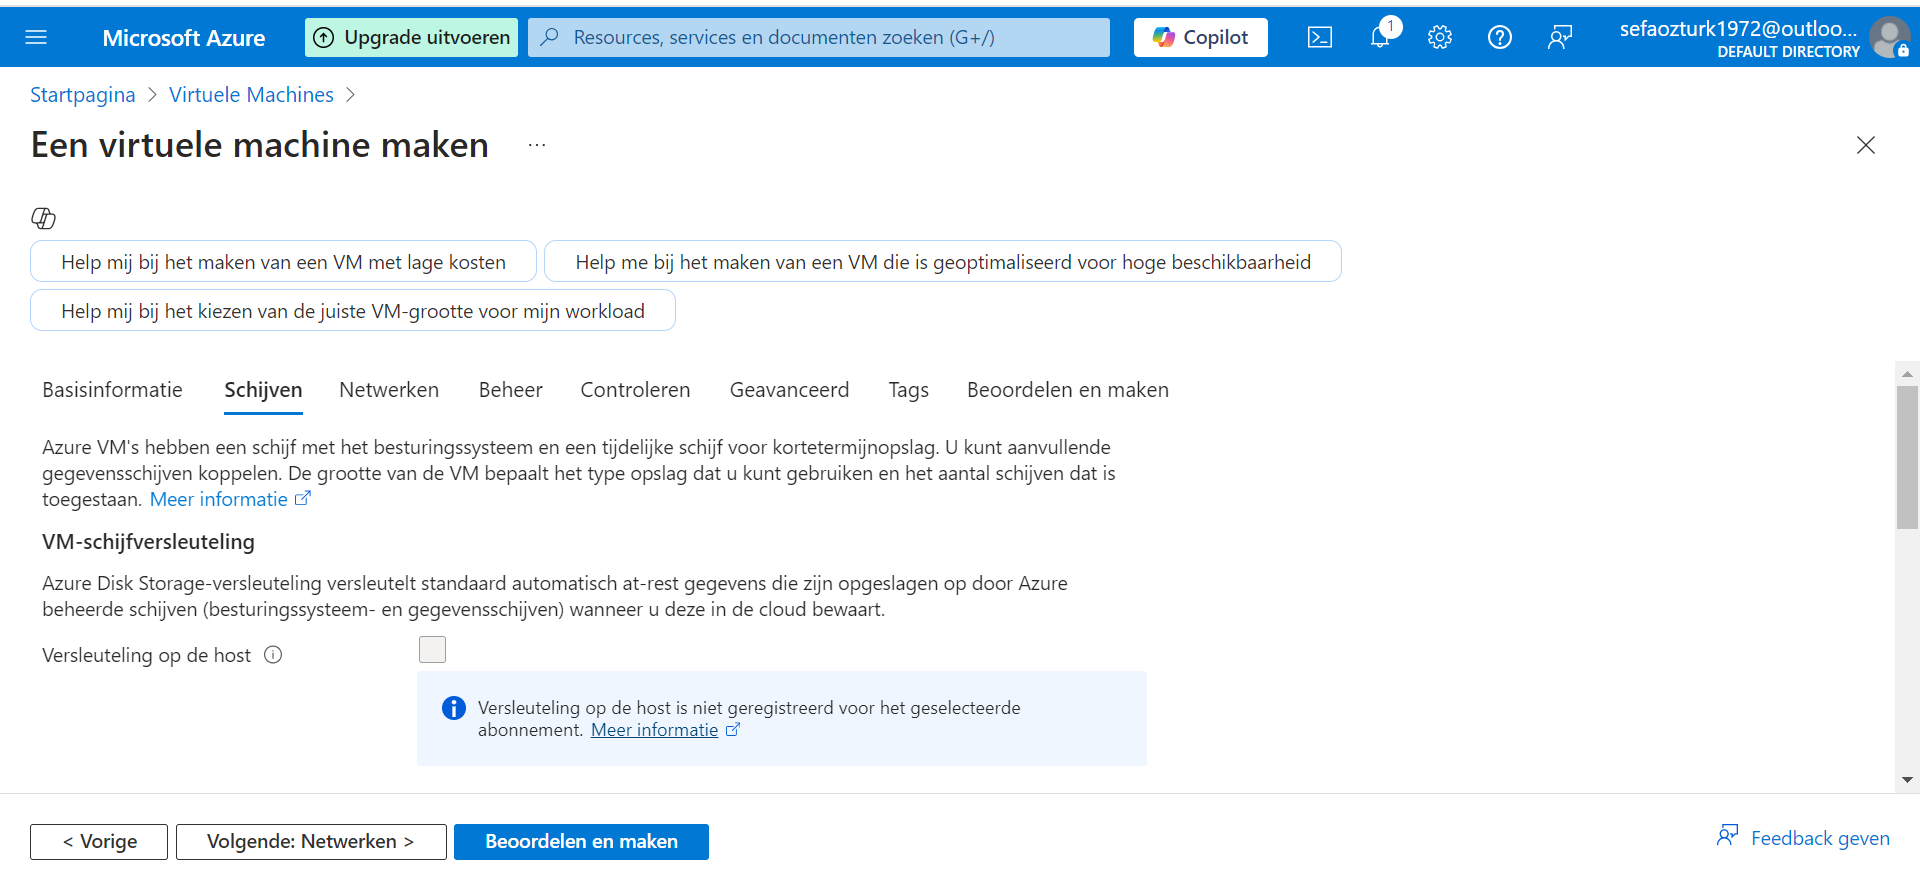 Microsoft Azure
Upgrade uitvoeren
Resources, services en documenten zoeken (G+/)
Copilot
1
sefaozturk1972@outloo...
DEFAULT DIRECTORY
Startpagina > Virtuele Machines >
Een virtuele machine maken ...
Help mij bij het maken van een VM met lage kosten
Help me bij het maken van een VM die is geoptimaliseerd voor hoge beschikbaarheid
Help mij bij het kiezen van de juiste VM-grootte voor mijn workload
Basisinformatie Schijven Netwerken Beheer Controleren Geavanceerd Tags Beoordelen en maken
Azure VM's hebben een schijf met het besturingssysteem en een tijdelijke schijf voor kortetermijnopslag. U kunt aanvullende
gegevensschijven koppelen. De grootte van de VM bepaalt het type opslag dat u kunt gebruiken en het aantal schijven dat is
toegestaan. Meer informatie
VM-schijfversleuteling
Azure Disk Storage-versleuteling versleutelt standaard automatisch at-rest gegevens die zijn opgeslagen op door Azure
beheerde schijven (besturingssysteem- en gegevensschijven) wanneer u deze in de cloud bewaart.
Versleuteling op de host
Versleuteling op de host is niet geregistreerd voor het geselecteerde
abonnement. Meer informatie
< Vorige
Volgende: Netwerken >
Beoordelen en maken
Feedback geven